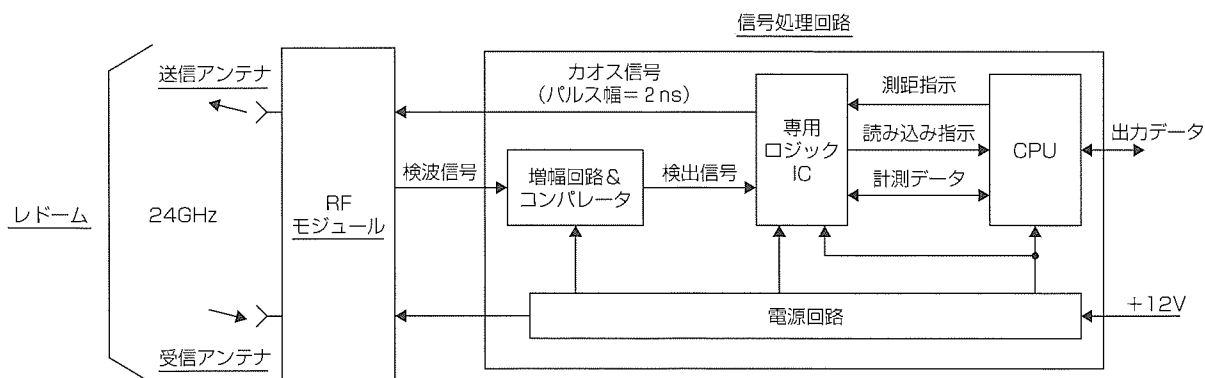 信号処理回路
送信アンテナ
カオス信号
(パルス幅=2ns)
測距指示
専用
ロジック
IC
読み込み指示
CPU
出力データ
検波信号
増幅回路&
コンパレータ
検出信号
計測データ
レドーム
24GHz
RF
モジュール
電源回路
+12V
受信アンテナ